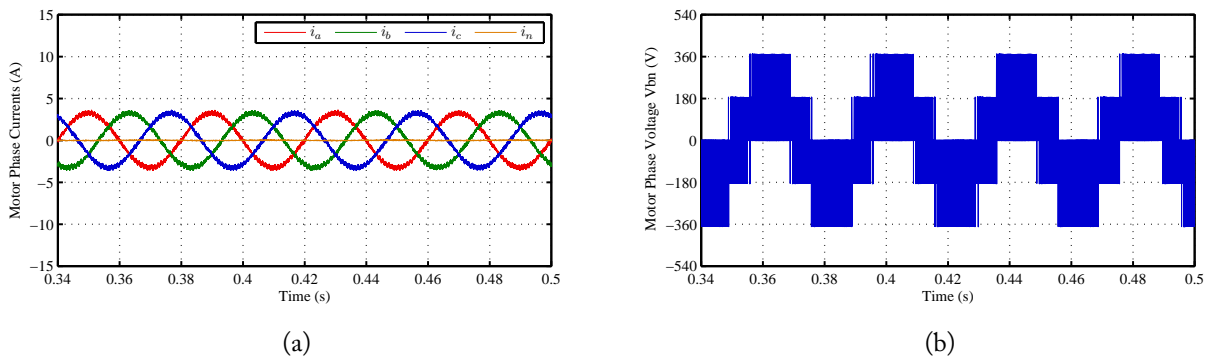 15
10
5
0
−5
−10
−15
Motor Phase Currents (A)
i_a i_b i_c i_n
0.34 0.36 0.38 0.4 0.42 0.44 0.46 0.48 0.5
Time (s)
(a)
540
360
180
0
−180
−360
−540
Motor Phase Voltage Vbn (V)
0.34 0.36 0.38 0.4 0.42 0.44 0.46 0.48 0.5
Time (s)
(b)